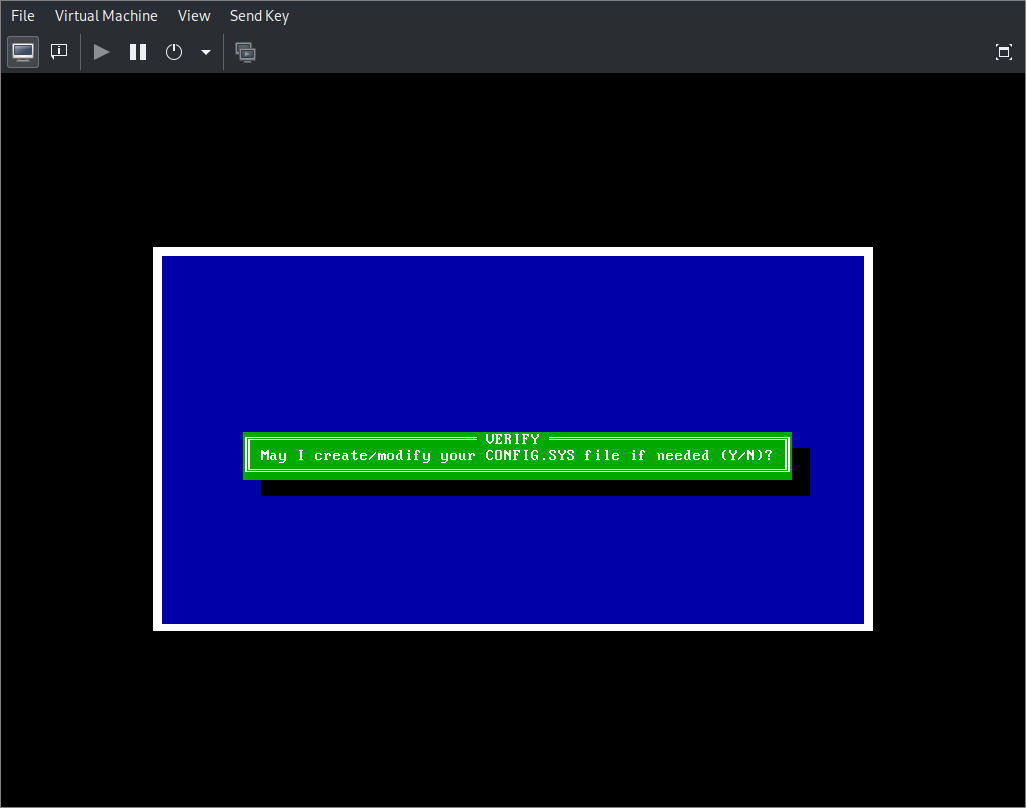 File Virtual Machine View Send Key
VERIFY
May I create/modify your CONFIG.SYS file if needed (Y/N)?